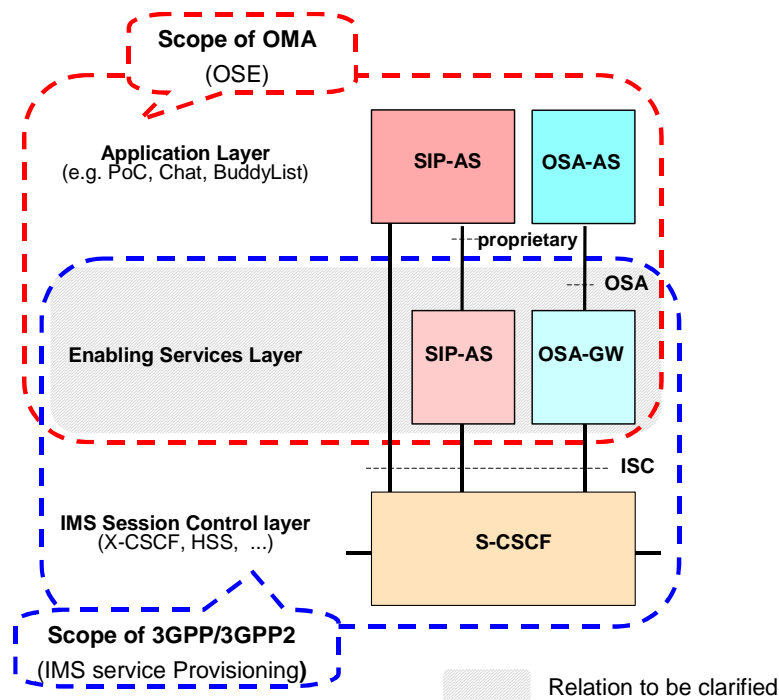 Scope of OMA
(OSE)
Application Layer
(e.g. PoC, Chat, BuddyList)
SIP-AS
OSA-AS
proprietary
OSA
Enabling Services Layer
SIP-AS
OSA-GW
ISC
IMS Session Control layer
(X-CSCF, HSS, ...)
S-CSCF
Scope of 3GPP/3GPP2
(IMS service Provisioning)
Relation to be clarified